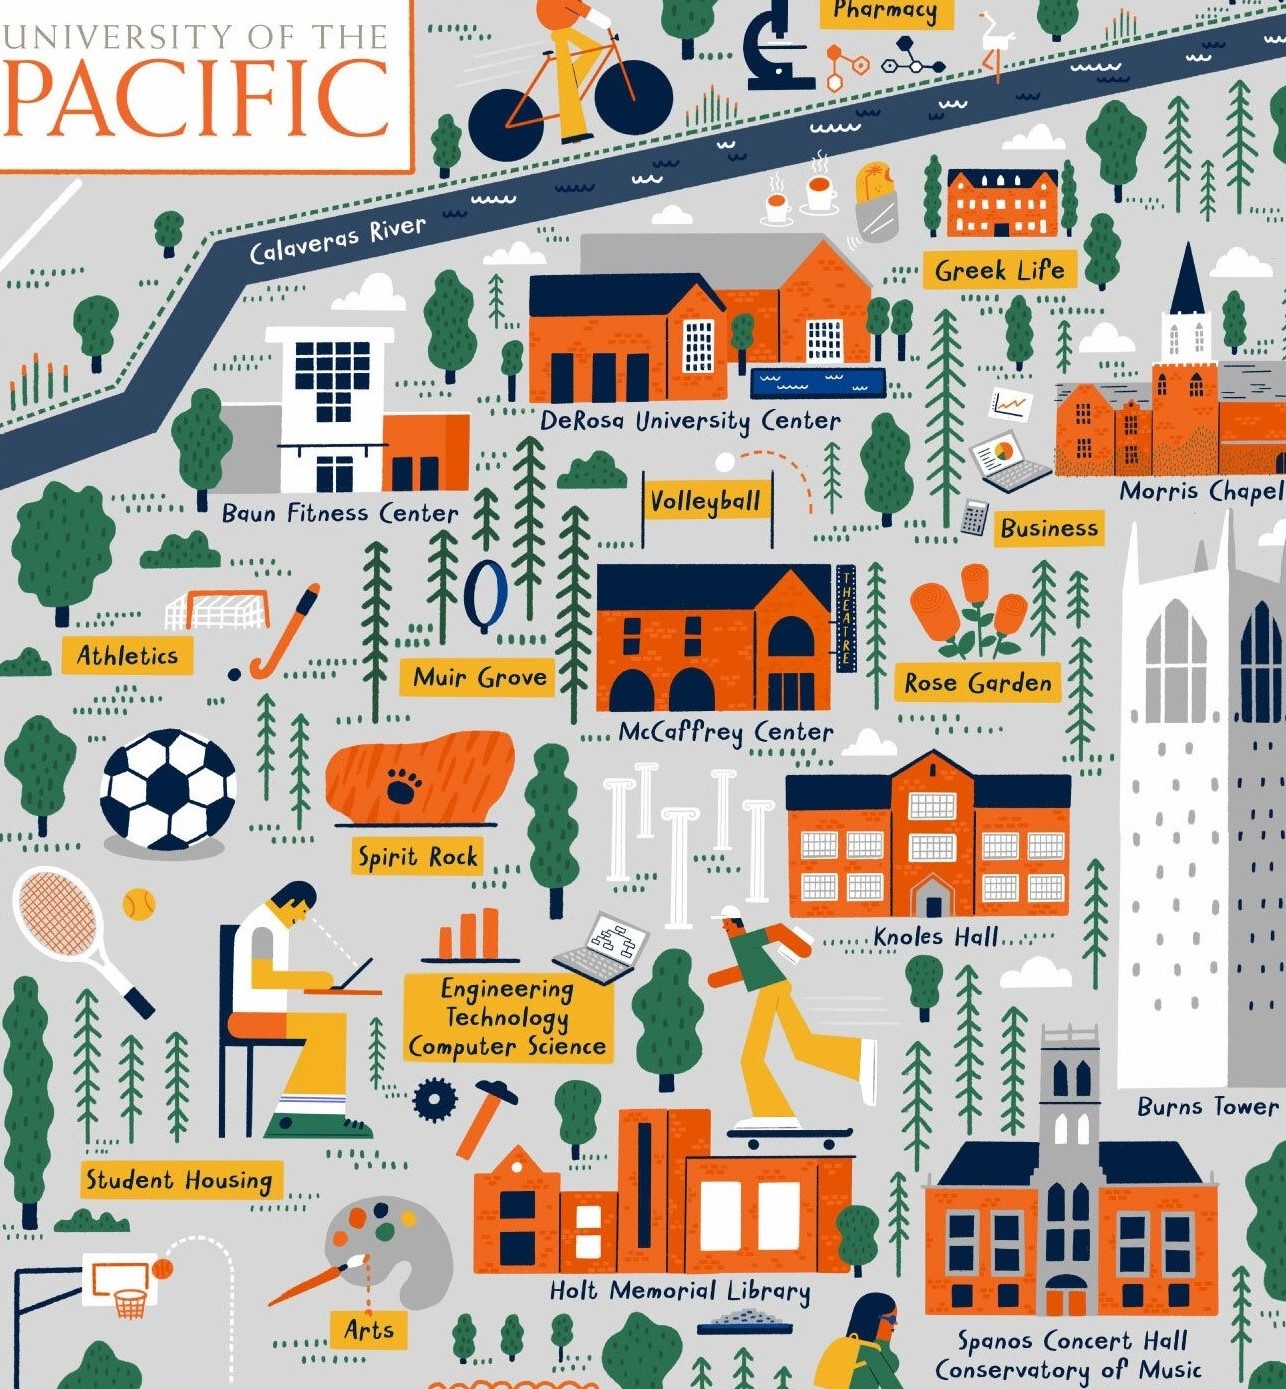 UNIVERSITY OF THE
PACIFIC
Pharmacy
Calaveras River
Greek Life
DeRosa University Center
Morris Chapel
Baun Fitness Center
Volleyball
Business
THEATRE
Athletics
Muir Grove
Rose Garden
McCaffrey Center
Spirit Rock
Knoles Hall
Engineering
Technology
Computer Science
Burns Tower
Student Housing
Holt Memorial Library
Arts
Spanos Concert Hall
Conservatory of Music